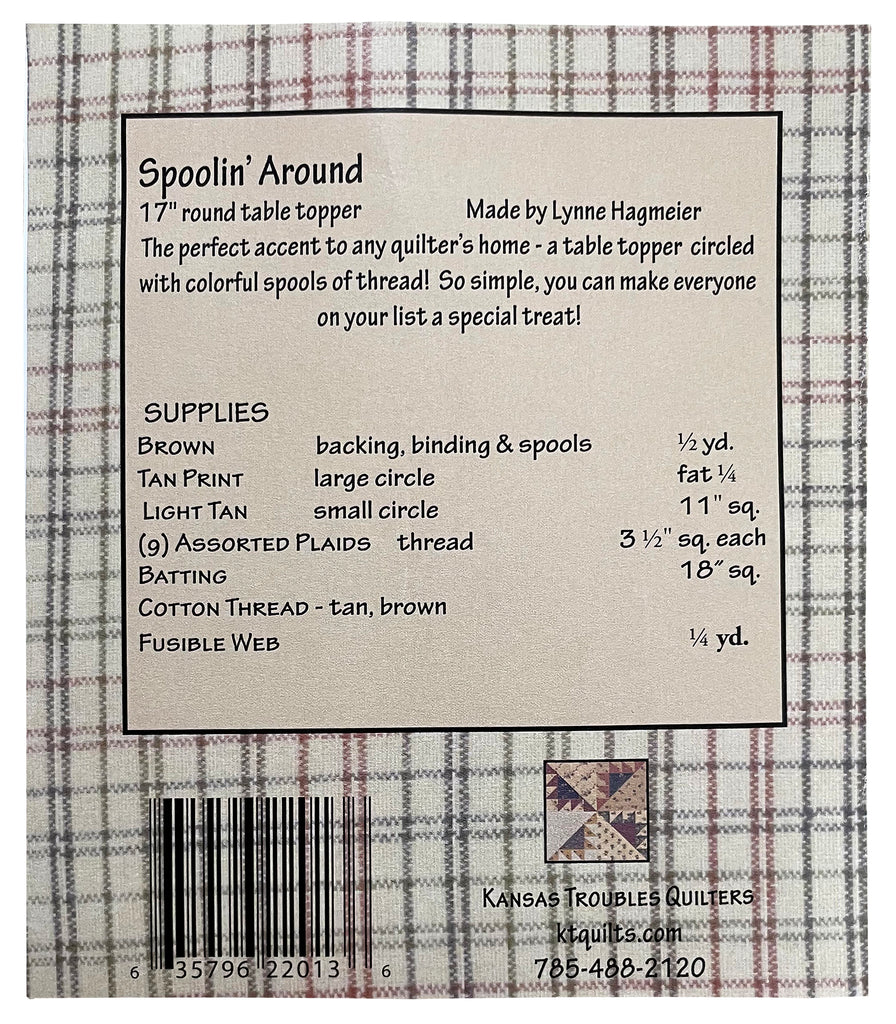 Spoolin' Around
17" round table topper Made by Lynne Hagmeier
The perfect accent to any quilter's home - a table topper circled
with colorful spools of thread! So simple, you can make everyone
on your list a special treat!
SUPPLIES
BROWN backing, binding & spools ½ yd.
TAN PRINT large circle fat ¼
LIGHT TAN small circle 11" sq.
(9) ASSORTED PLAIDS thread 3 ½" sq. each
BATTING 18" sq.
COTTON THREAD - tan, brown
FUSIBLE WEB ¼ yd.
KANSAS TROUBLES QUILTERS
ktquilts.com
785-488-2120
6 35796 22013 6